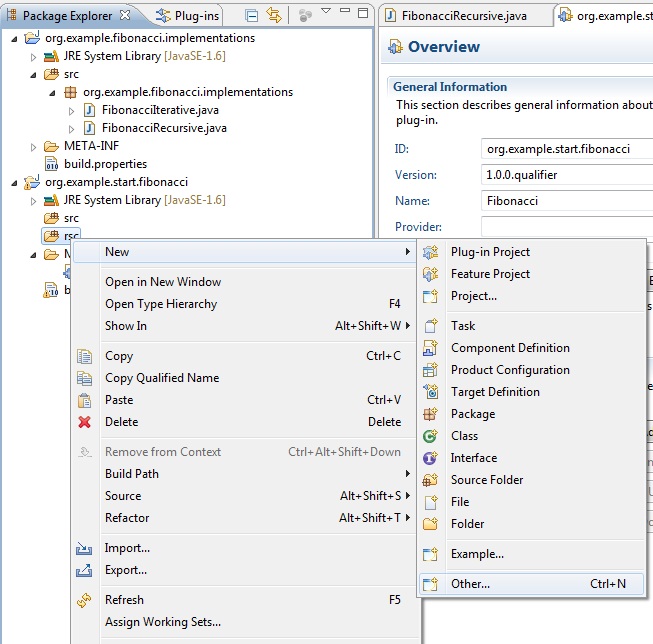 Package Explorer Plug-ins
org.example.fibonacci.implementations
JRE System Library [JavaSE-1.6]
src
org.example.fibonacci.implementations
FibonacciIterative.java
FibonacciRecursive.java
META-INF
build.properties
org.example.start.fibonacci
JRE System Library [JavaSE-1.6]
src
rsc
M
b
FibonacciRecursive.java org.example.st
Overview
General Information
This section describes general information about
plug-in.
ID: org.example.start.fibonacci
Version: 1.0.0.qualifier
Name: Fibonacci
Provider:
New
Open in New Window
Open Type Hierarchy F4
Show In Alt+Shift+W
Copy Ctrl+C
Copy Qualified Name
Paste Ctrl+V
Delete Delete
Remove from Context Ctrl+Alt+Shift+Down
Build Path
Source Alt+Shift+S
Refactor Alt+Shift+T
Import...
Export...
Refresh F5
Assign Working Sets...
Plug-in Project
Feature Project
Project...
Task
Component Definition
Product Configuration
Target Definition
Package
Class
Interface
Source Folder
File
Folder
Example...
Other... Ctrl+N